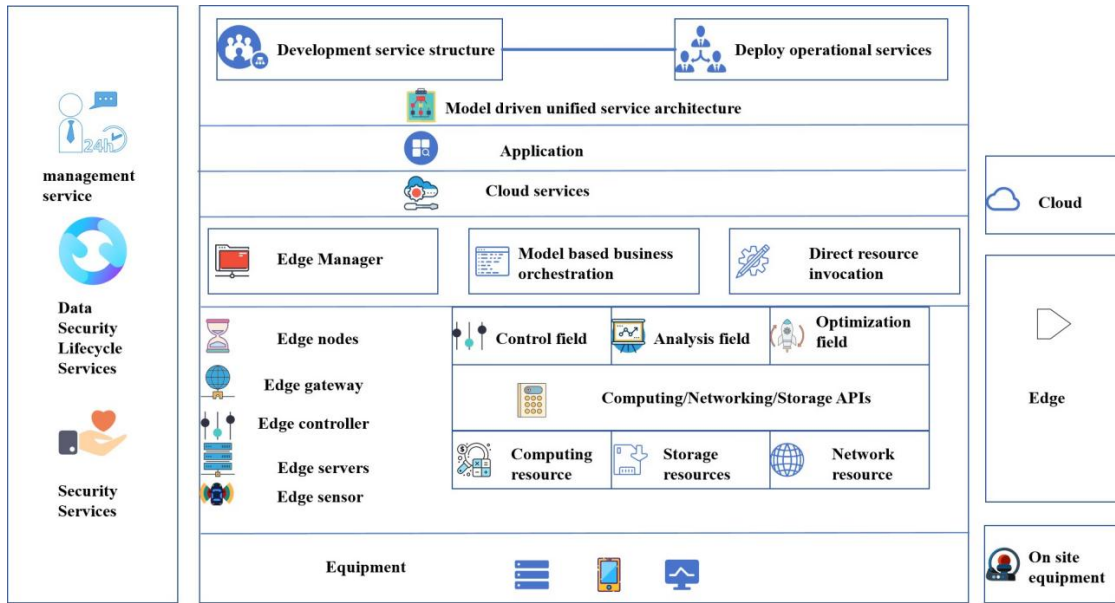 24h
management
service
Data
Security
Lifecycle
Services
Security
Services
Development service structure
Deploy operational services
Model driven unified service architecture
Application
Cloud services
Edge Manager
Model based business
orchestration
Direct resource
invocation
Edge nodes
Edge gateway
Edge controller
Edge servers
Edge sensor
Control field
Analysis field
Optimization
field
Computing/Networking/Storage APIs
Computing
resource
Storage
resources
Network
resource
Equipment
Cloud
Edge
On site
equipment